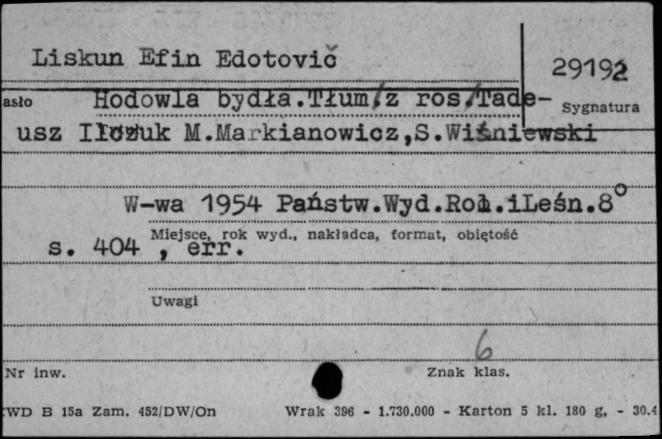 Liskun Efin Edotovič
29192
asło Hodowla bydła.Tłum/z ros/Tade-
Sygnatura
usz Ilczuk M.Markianowicz,S.Wiśniewski
W-wa 1954 Państw.Wyd.Rol.iLeśn.8°
Miejsce, rok wyd., nakładca, format, objętość
s. 404 , err.
Uwagi
6
Nr inw.
Znak klas.
WD B 15a Zam. 452/DW/On Wrak 396 - 1.730.000 - Karton 5 kl. 180 g, - 30.4